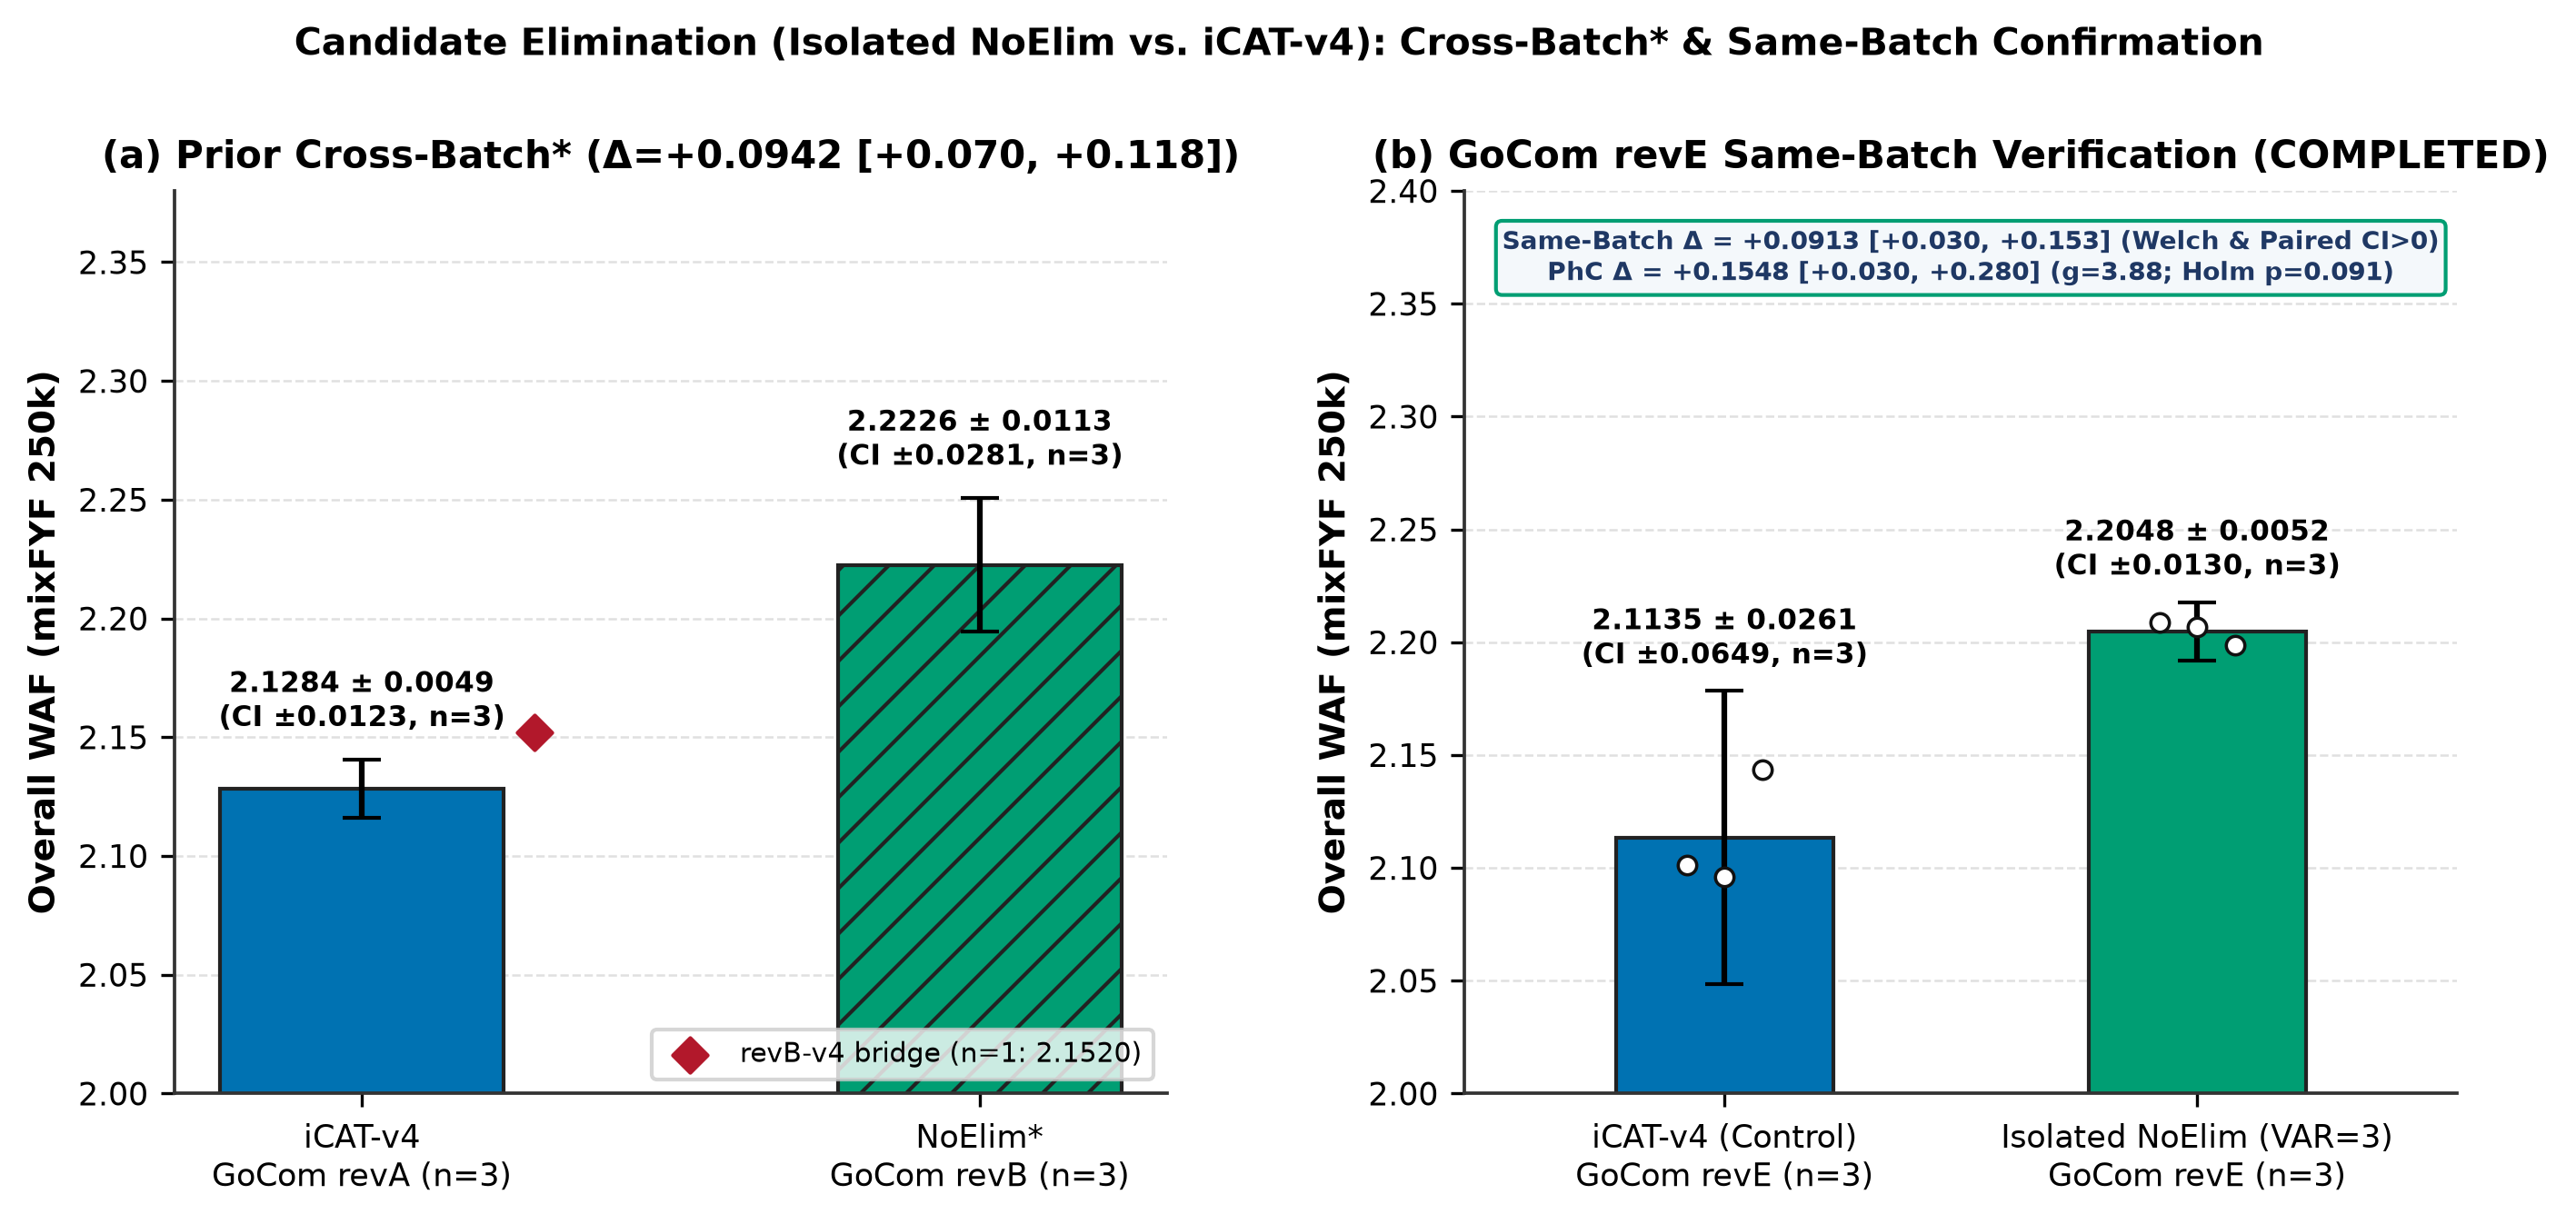 Candidate Elimination (Isolated NoElim vs. iCAT-v4): Cross-Batch* & Same-Batch Confirmation
(a) Prior Cross-Batch* (Δ=+0.0942 [+0.070, +0.118])
Overall WAF (mixFYF 250k)
2.35
2.30
2.25
2.20
2.15
2.10
2.05
2.00
2.1284 ± 0.0049
(CI ±0.0123, n=3)
2.2226 ± 0.0113
(CI ±0.0281, n=3)
revB-v4 bridge (n=1: 2.1520)
iCAT-v4
GoCom revA (n=3)
NoElim*
GoCom revB (n=3)
(b) GoCom revE Same-Batch Verification (COMPLETED)
Overall WAF (mixFYF 250k)
2.40
2.35
2.30
2.25
2.20
2.15
2.10
2.05
2.00
Same-Batch Δ = +0.0913 [+0.030, +0.153] (Welch & Paired CI>0)
PhC Δ = +0.1548 [+0.030, +0.280] (g=3.88; Holm p=0.091)
2.1135 ± 0.0261
(CI ±0.0649, n=3)
2.2048 ± 0.0052
(CI ±0.0130, n=3)
iCAT-v4 (Control)
GoCom revE (n=3)
Isolated NoElim (VAR=3)
GoCom revE (n=3)